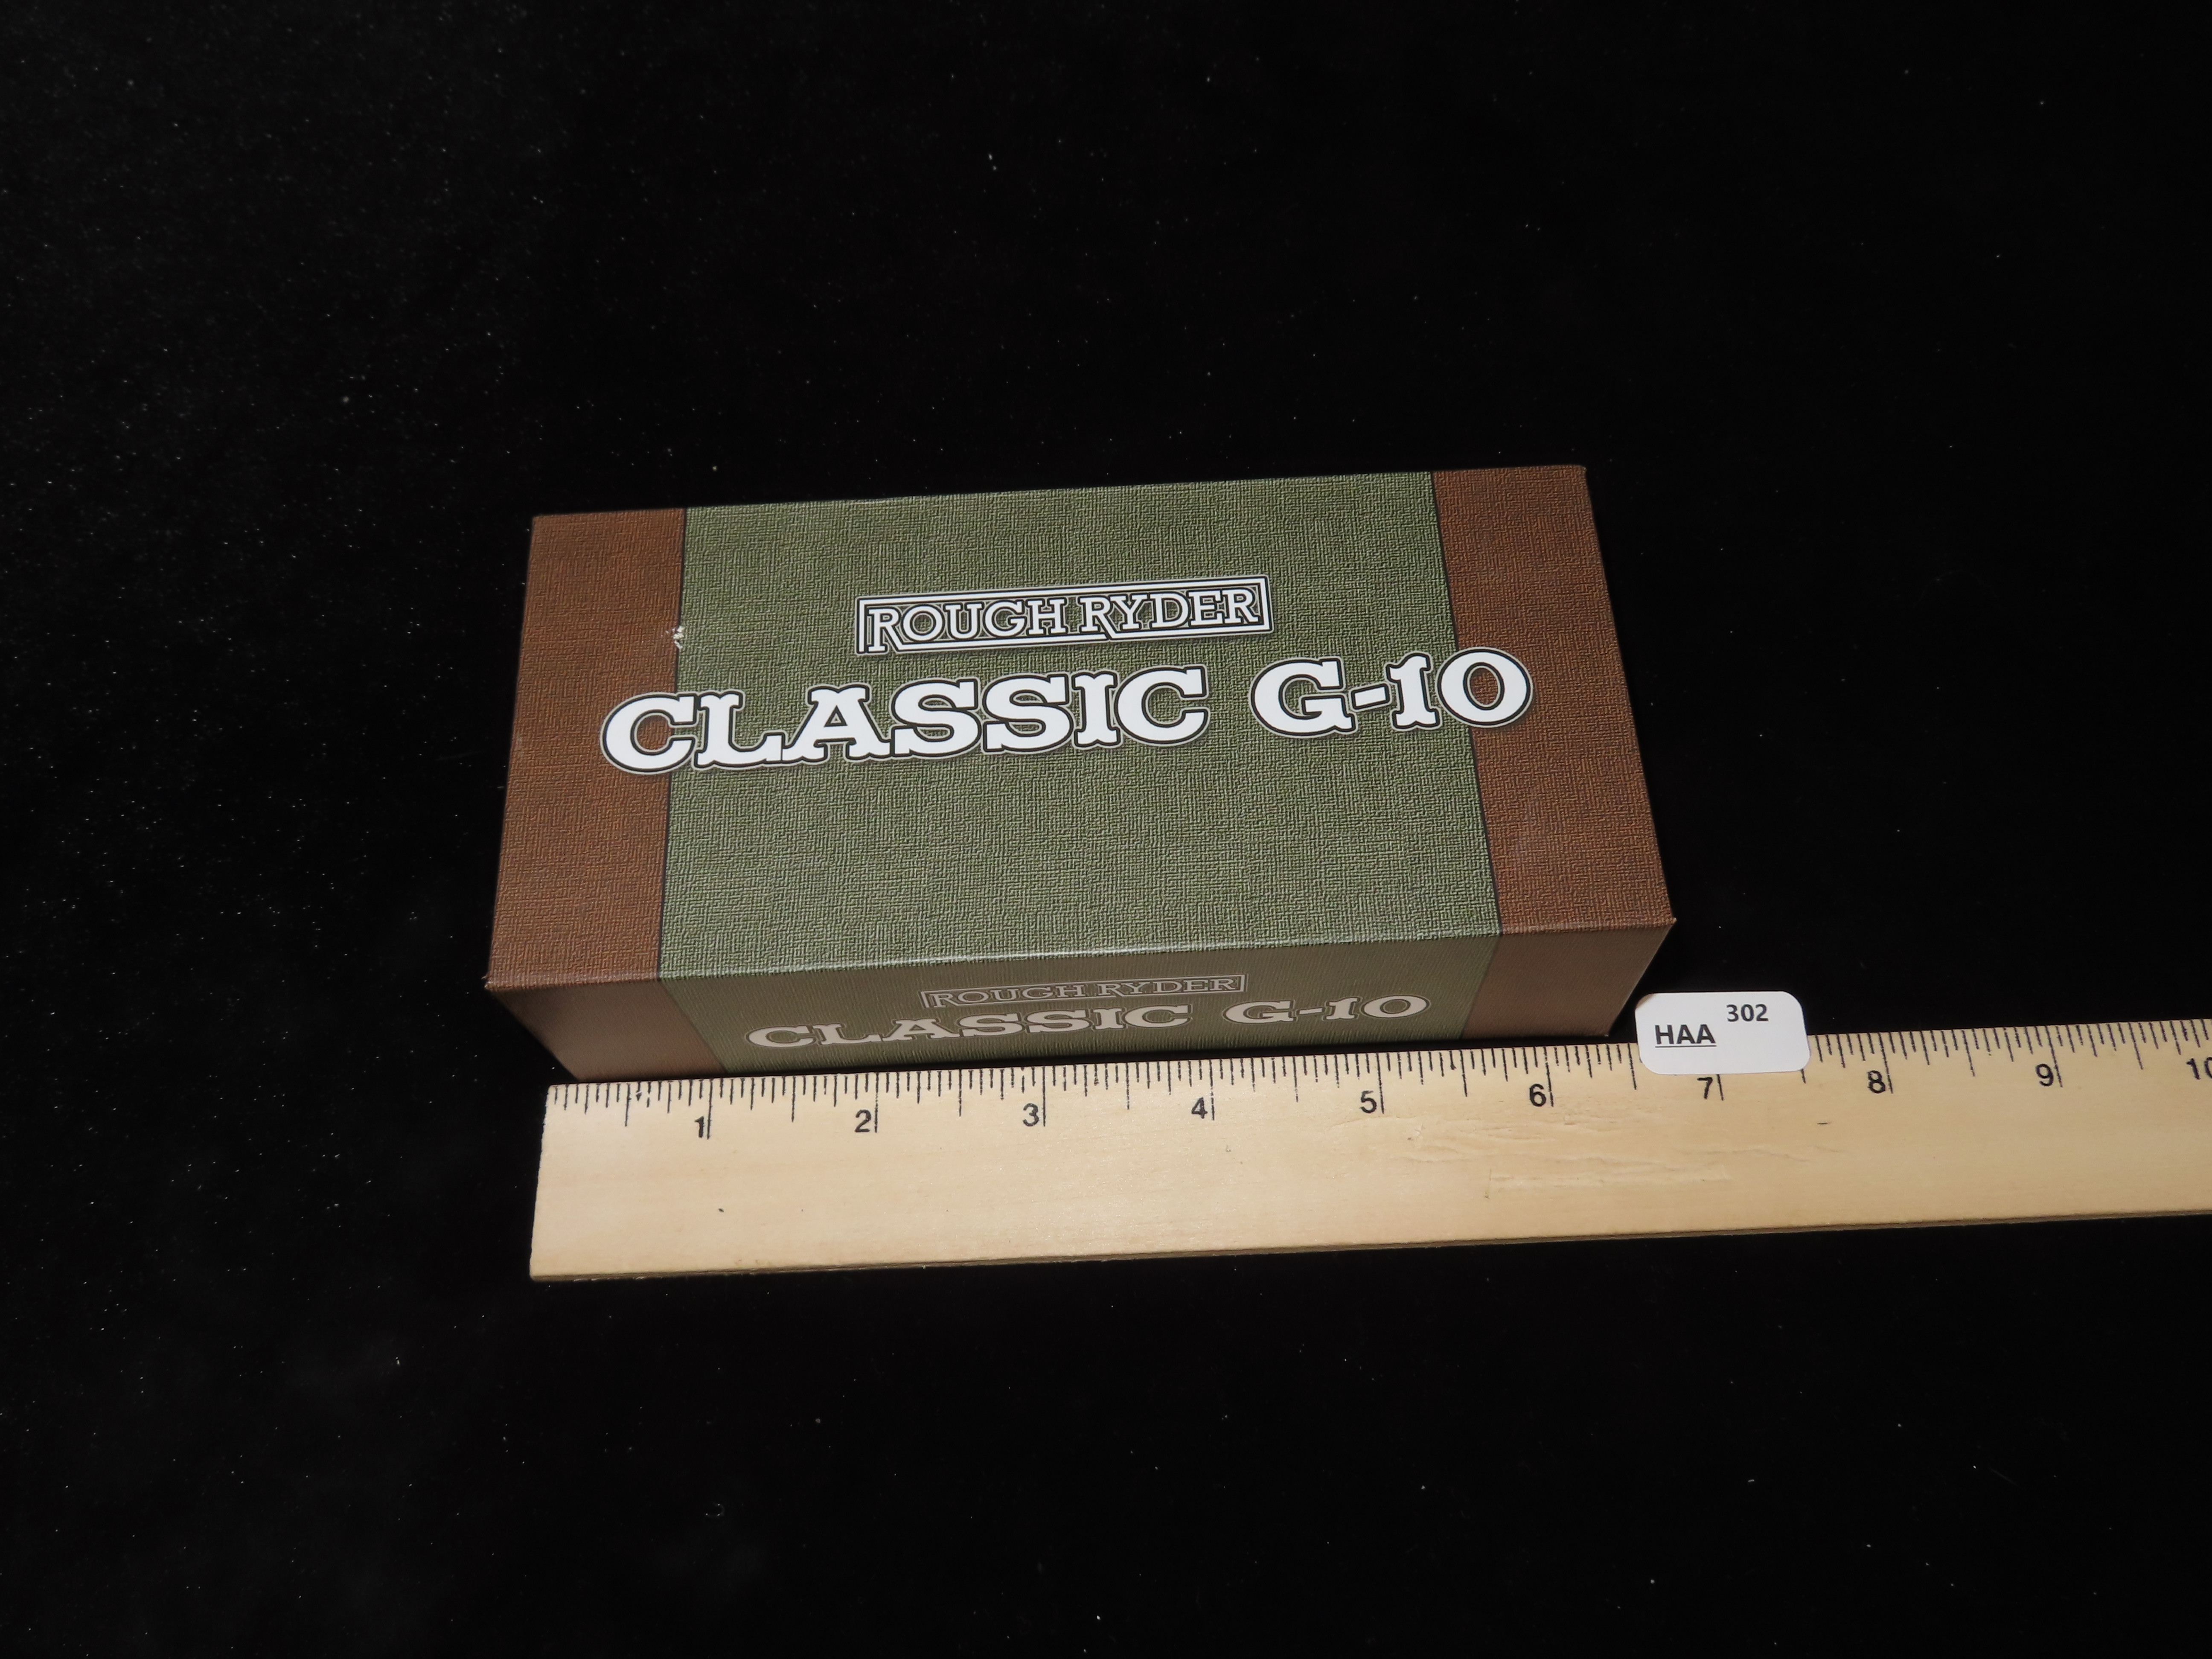 ROUGH RYDER
CLASSIC G-10
ROUGH RYDER
CLASSIC G-10
302
HAA
1 2 3 4 5 6 7 8 9 10